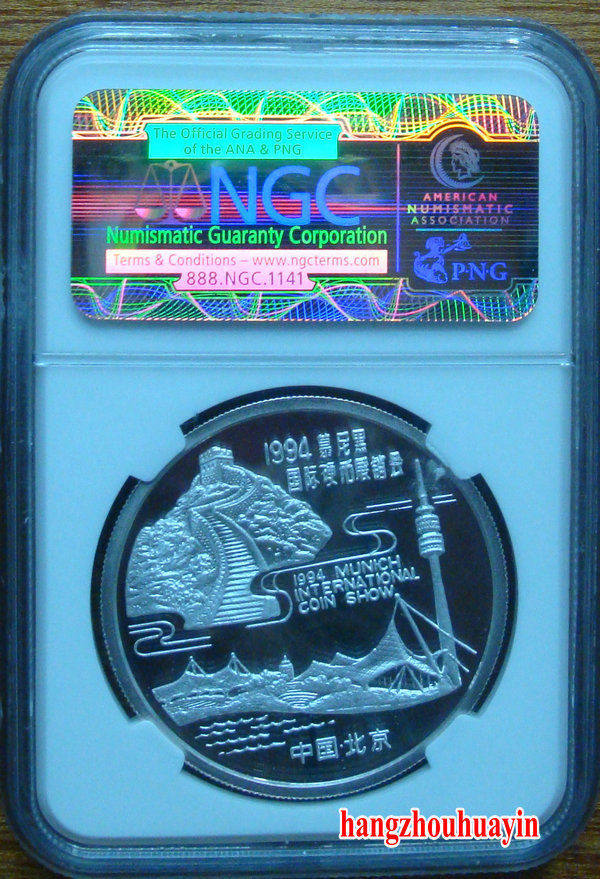 The Official Grading Service
of the ANA & PNG
NGC
Numismatic Guaranty Corporation
Terms & Conditions – www.ngcterms.com
888.NGC.1141
AMERICAN
NUMISMATIC
ASSOCIATION
P·N·G
1994 慕尼黑
国际硬币展销会
1994 MUNICH
INTERNATIONAL
COIN SHOW
中国·北京
hangzhouhuayin